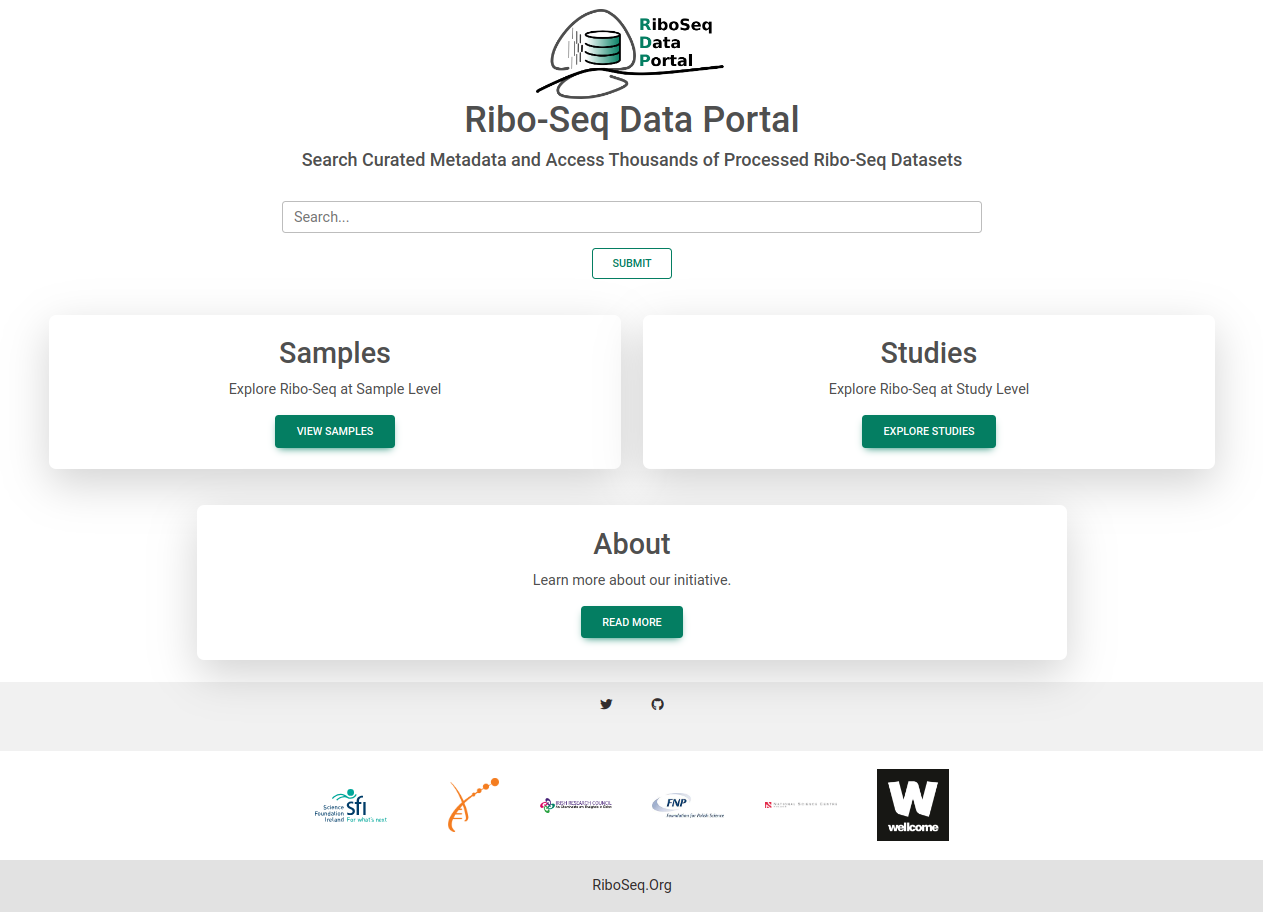 RiboSeq
Data
Portal
Ribo-Seq Data Portal
Search Curated Metadata and Access Thousands of Processed Ribo-Seq Datasets
Search...
SUBMIT
Samples
Explore Ribo-Seq at Sample Level
VIEW SAMPLES
Studies
Explore Ribo-Seq at Study Level
EXPLORE STUDIES
About
Learn more about our initiative.
READ MORE
Science
Foundation
Ireland
sfi
For what's next
IRISH RESEARCH COUNCIL
FNP
Foundation for Polish Science
National Science Centre
W
wellcome
RiboSeq.Org